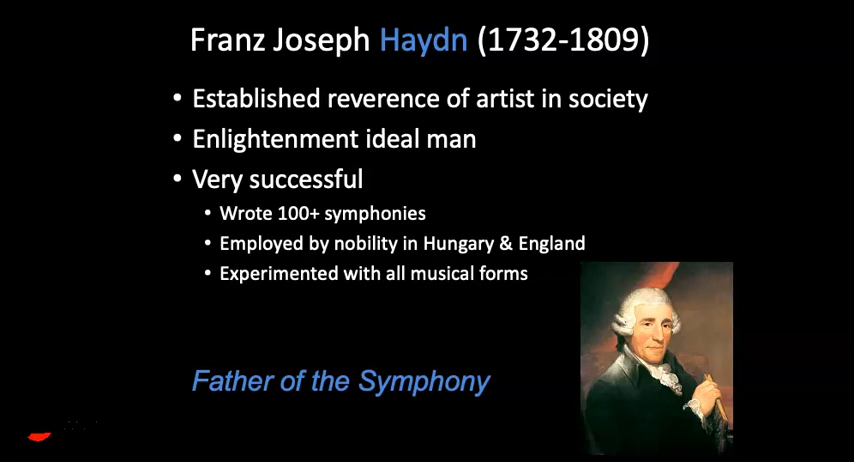 Franz Joseph Haydn (1732-1809)
• Established reverence of artist in society
• Enlightenment ideal man
• Very successful
• Wrote 100+ symphonies
• Employed by nobility in Hungary & England
• Experimented with all musical forms
Father of the Symphony